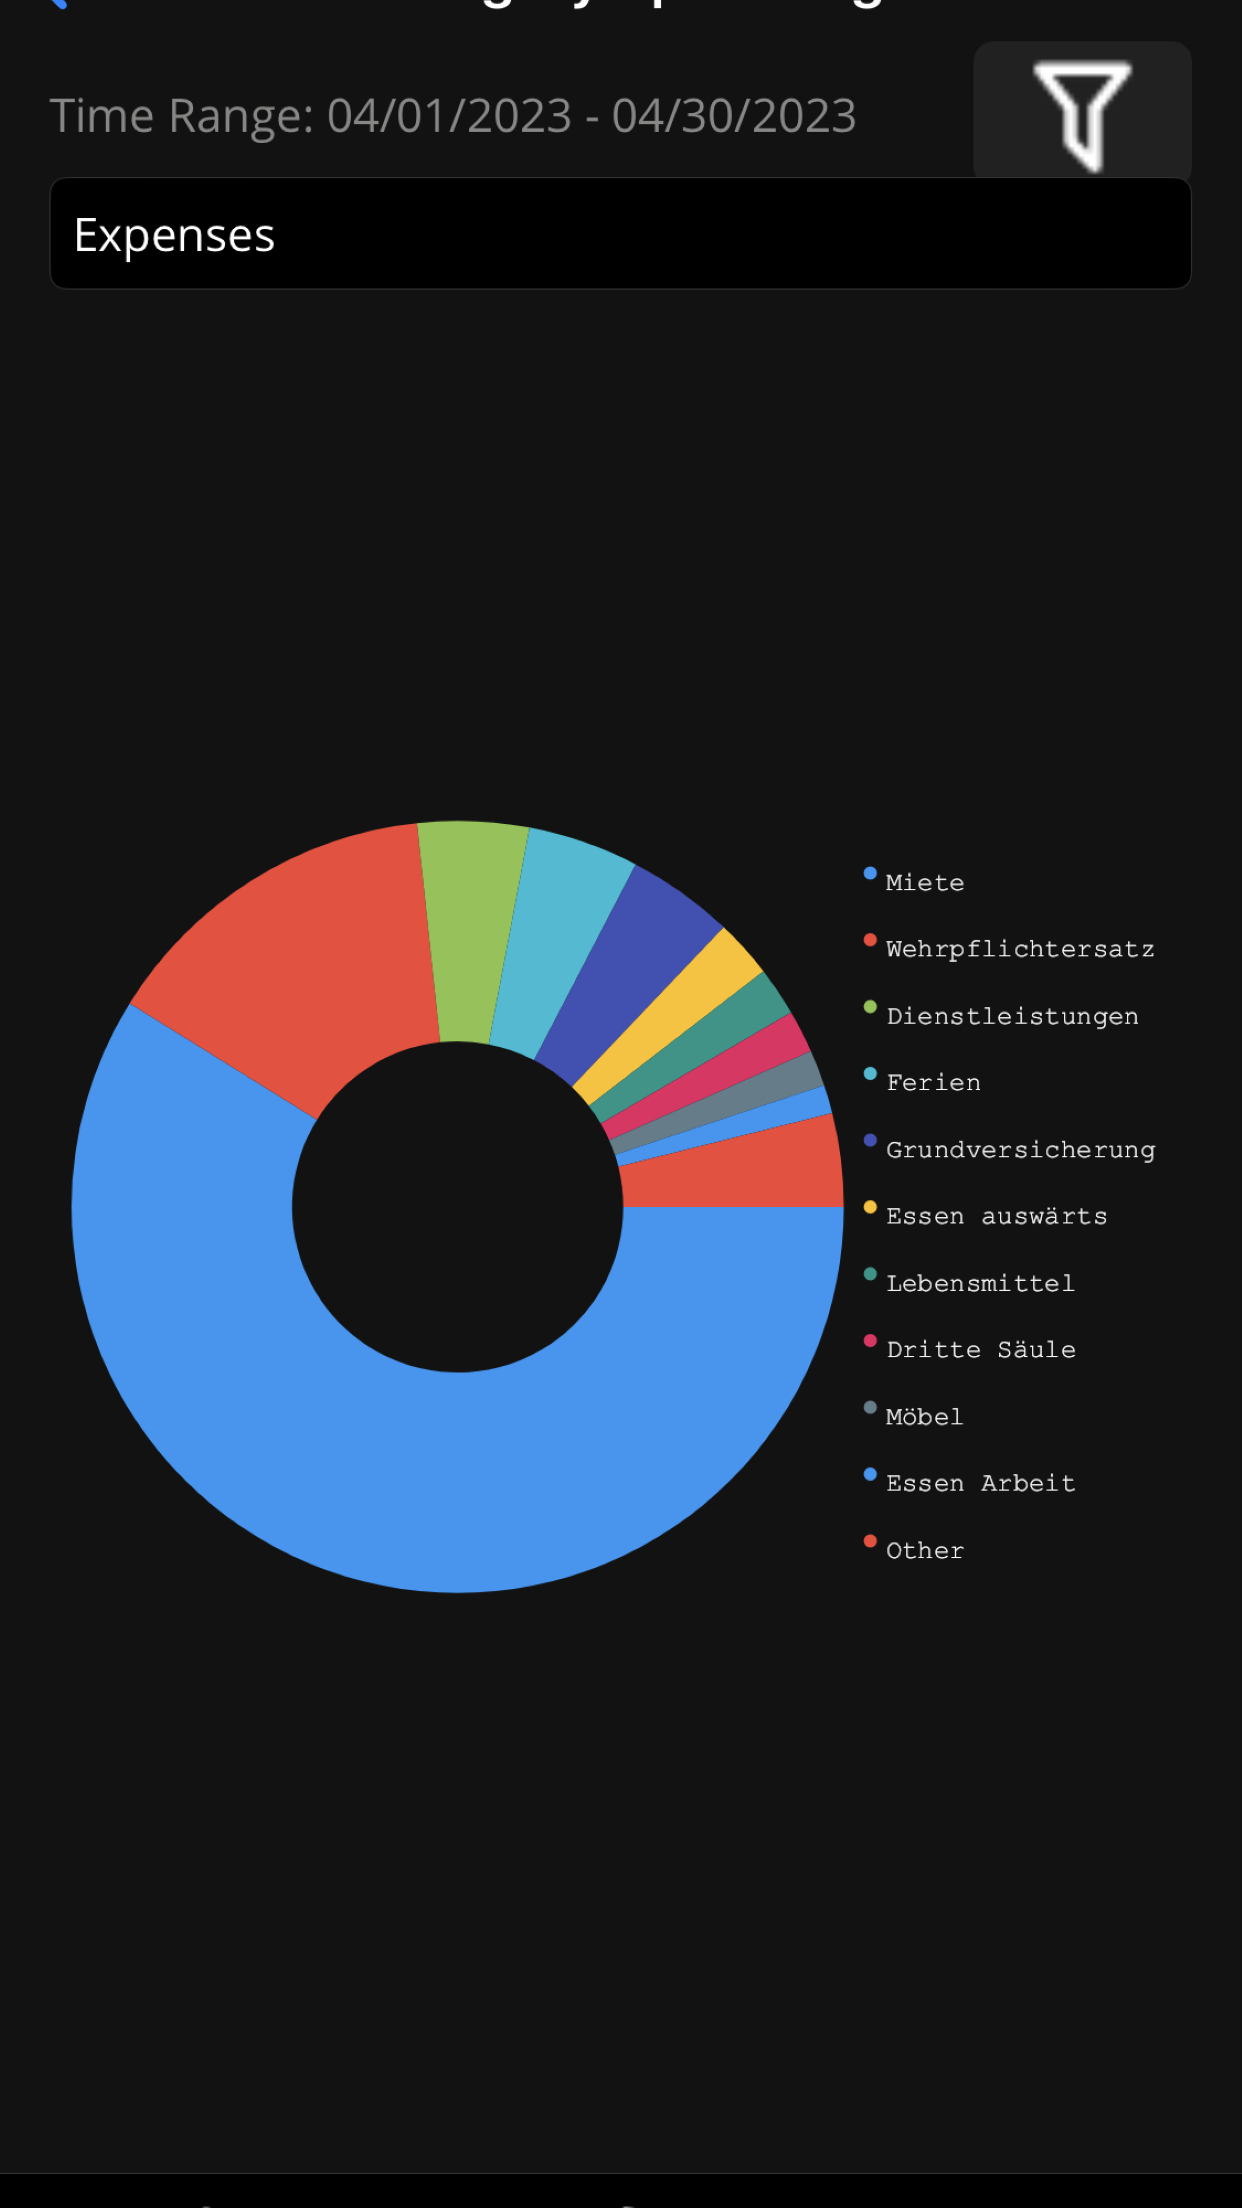 Time Range: 04/01/2023 - 04/30/2023
Expenses
Miete
Wehrpflichtersatz
Dienstleistungen
Ferien
Grundversicherung
Essen auswärts
Lebensmittel
Dritte Säule
Möbel
Essen Arbeit
Other